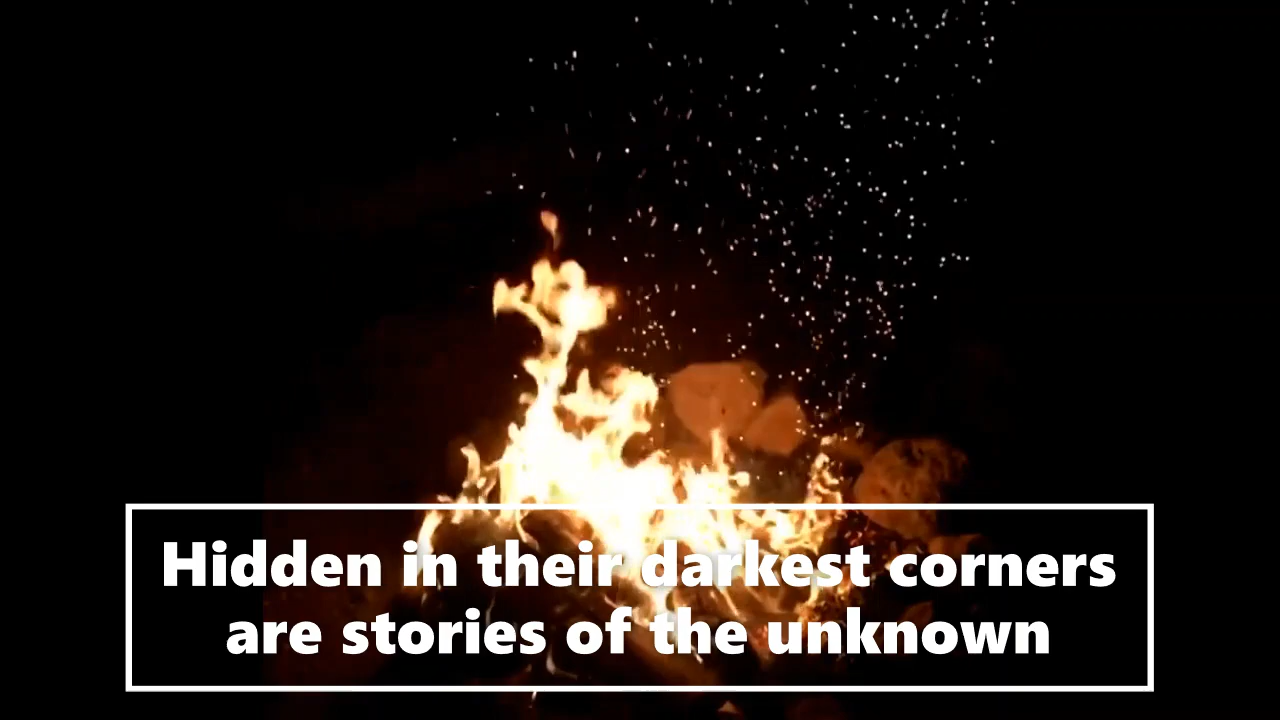 Hidden in their darkest corners
are stories of the unknown